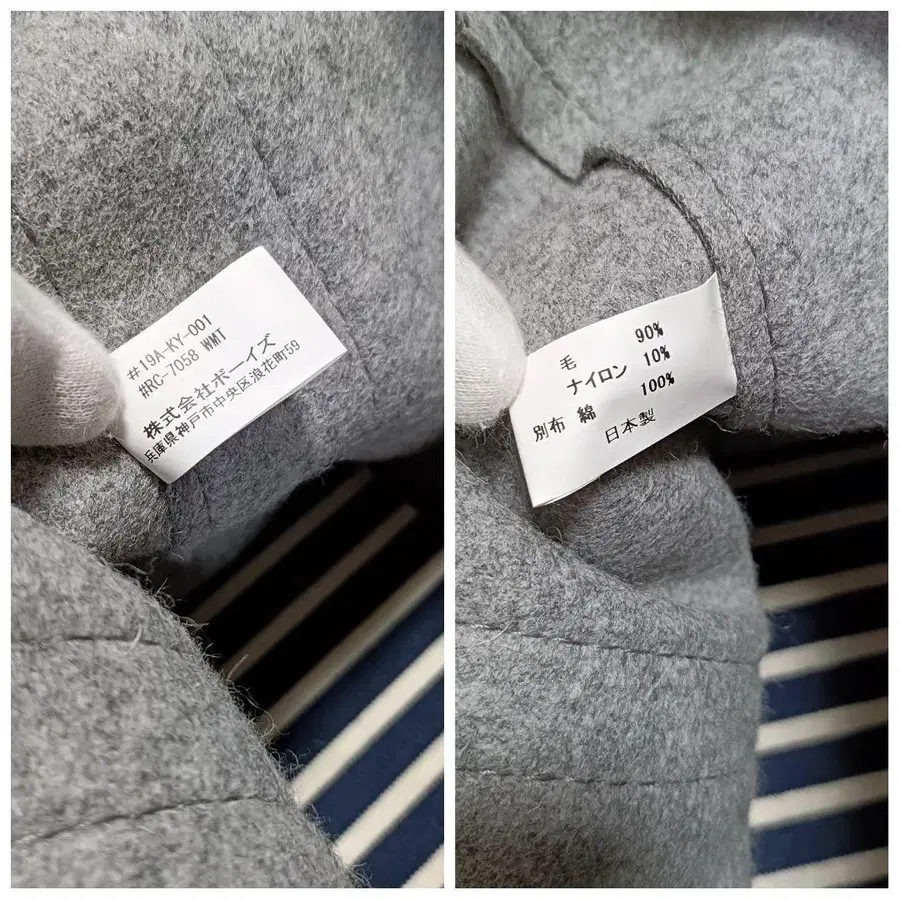 #19A-KY-001
#RC-7058 WMT
株式会社ボーイズ
兵庫県神戸市中央区浪花町59
毛 90%
ナイロン 10%
別布 綿 100%
日本製